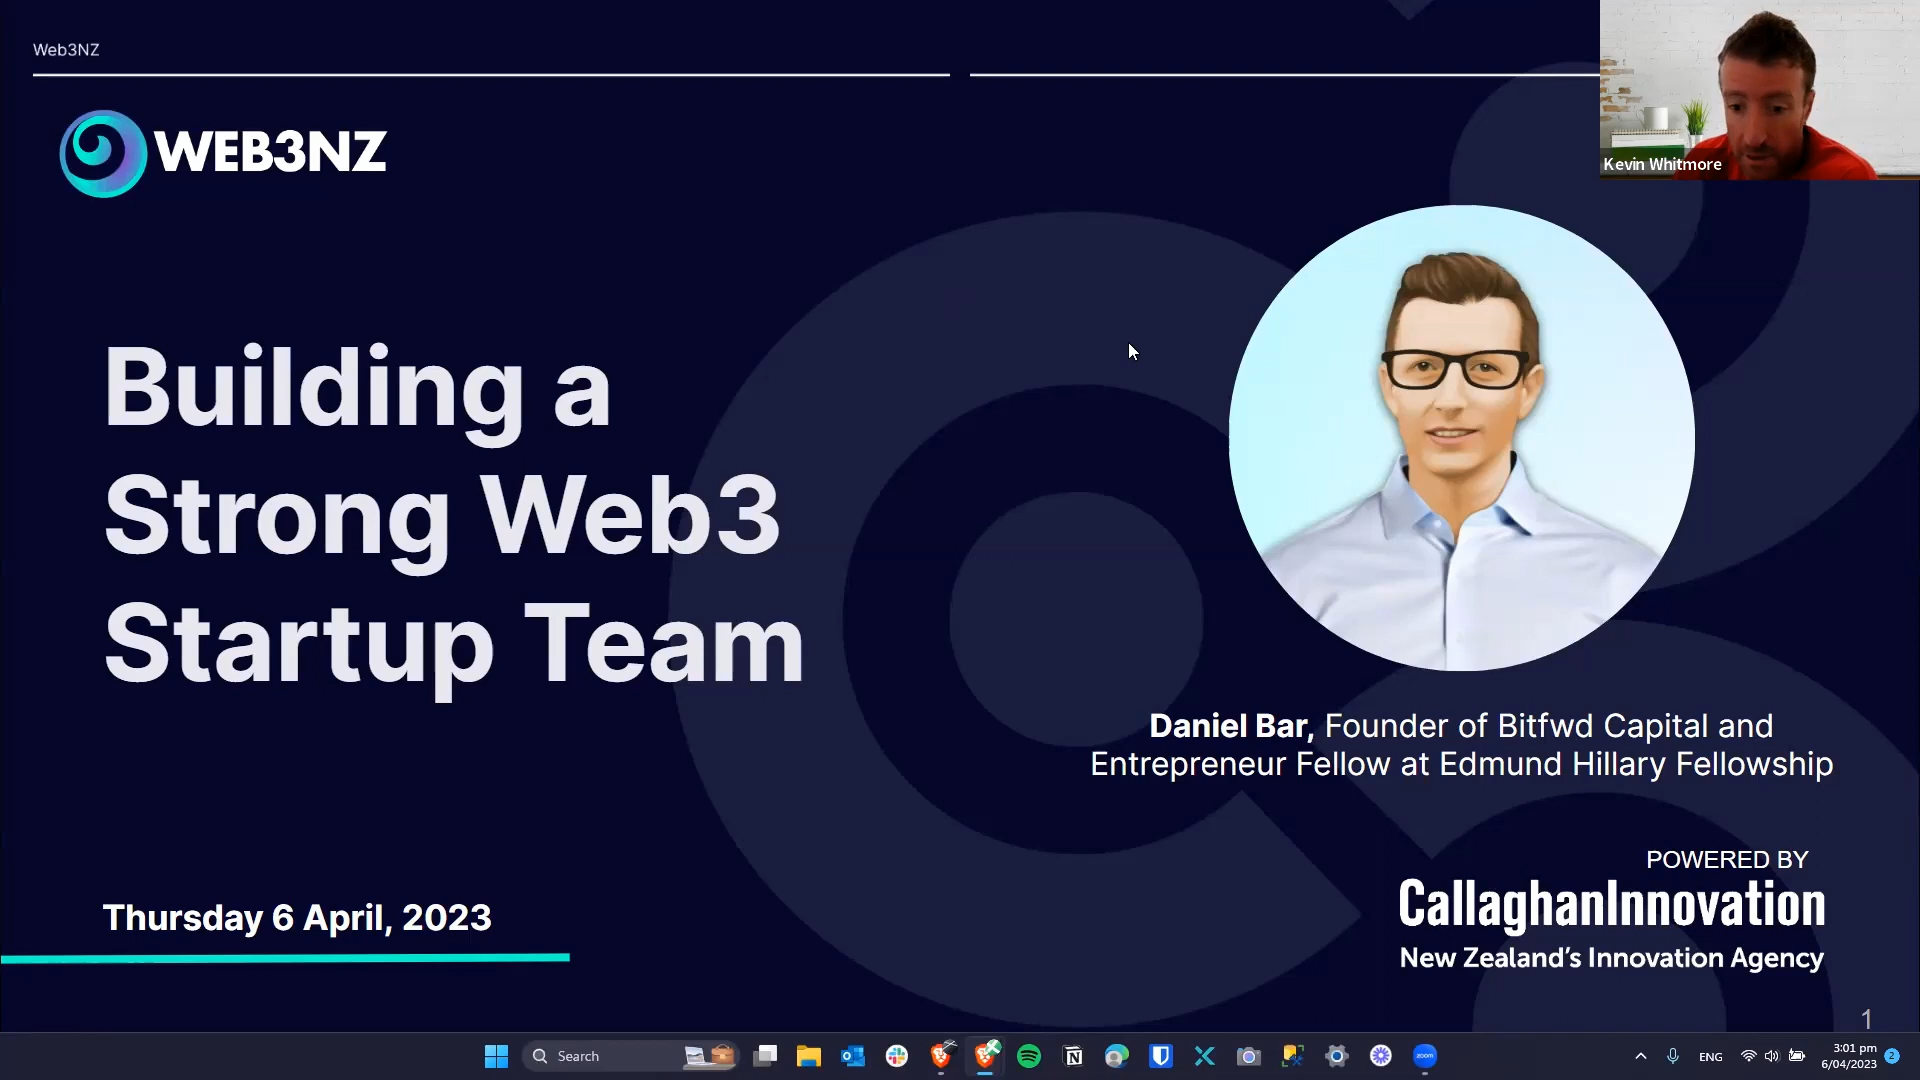 Web3NZ
WEB3NZ
Kevin Whitmore
Building a
Strong Web3
Startup Team
Daniel Bar, Founder of Bitfwd Capital and
Entrepreneur Fellow at Edmund Hillary Fellowship
Thursday 6 April, 2023
POWERED BY
CallaghanInnovation
New Zealand's Innovation Agency
1
Search
zoom
ENG
3:01 pm
6/04/2023
2